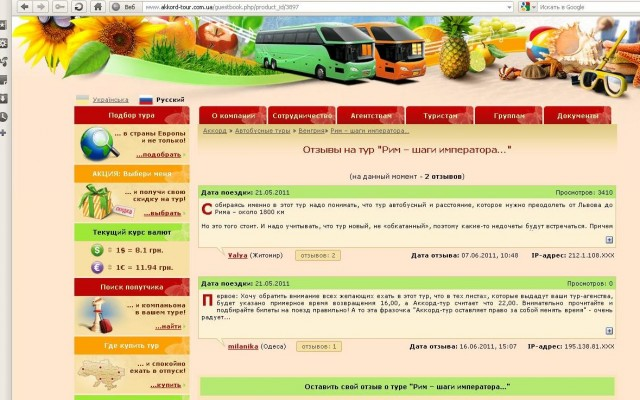 Веб
www.akkord-tour.com.ua/guestbook.php?product_id/3897
Искать в Google
Українська
Русский
Подбор тура
О компании
Сотрудничество
Агентствам
Туристам
Группам
Документы
Аккорд » Автобусные туры » Венгрия » Рим – шаги императора...
... в страны Европы
и не только!
...подобрать
Отзывы на тур "Рим – шаги императора..."
АКЦИЯ: Выбери меня
(на данный момент - 2 отзывов)
... и получи свою
скидку на тур!
скидка
...выбрать
Дата поездки: 21.05.2011
Просмотров: 3410
Собираясь именно в этот тур надо понимать, что тур автобусный и расстояние, которое нужно преодолеть от Львова до
Рима – около 1800 км
Но это того стоит. И надо учитывать, что тур новый, не «обкатанный», поэтому какие-то недочеты будут встречаться. Причем
Текущий курс валют
$ = 1$ = 8.1 грн.
Valya (Житомир)
отзывов: 2
Дата отзыва: 07.06.2011, 10:48
IP-адрес: 212.1.108.XXX
€ = 1€ = 11.94 грн.
Поиск попутчика
Дата поездки: 21.05.2011
Просмотров: 0
... и компаньона
в вашем туре!
...найти
Первое: Хочу обратить внимание всех желающих ехать в этот тур, что в тех листах, которые выдадут ваши тур-агенства,
будет указано примерное время возвращения 16,00, а Аккорд-тур считает что 22,00. Внимательно прочитайте и
подбирайте билеты на поезд правильно! А то эта фразочка "Аккорд-тур оставляет право за собой менять время" - очень
радует...
Где купить тур
milanika (Одеса)
отзывов: 1
Дата отзыва: 16.06.2011, 15:07
IP-адрес: 195.138.81.XXX
... и спокойно
ехать в отпуск!
...купить
Оставить свой отзыв о туре "Рим – шаги императора..."